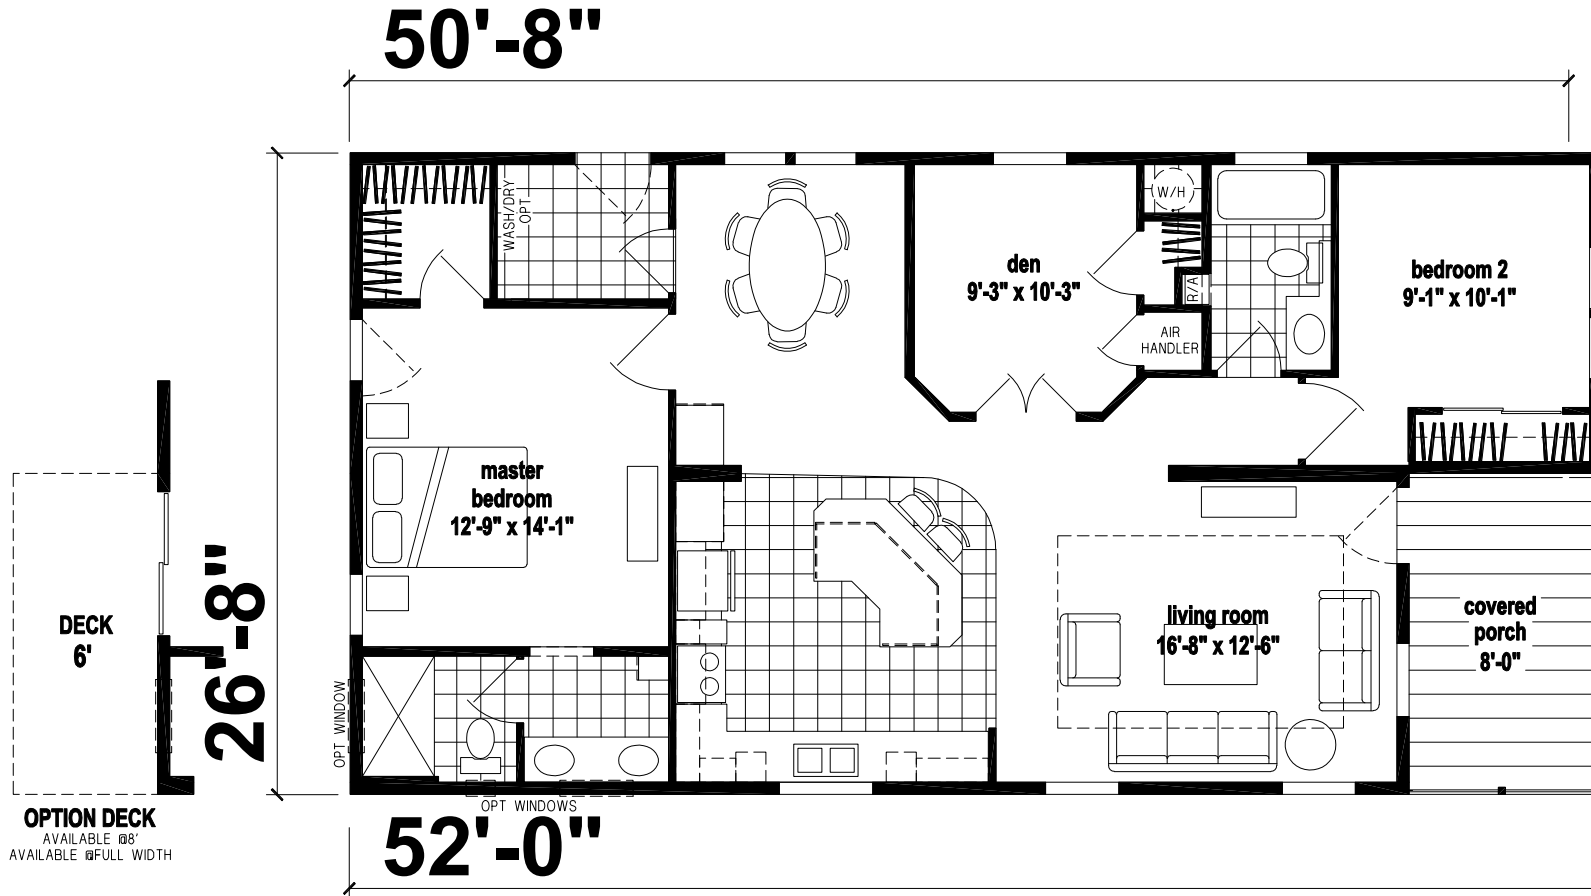 50'-8"
WASH/DRY
OPT
W/H
den
9'-3" x 10'-3"
R/A
AIR
HANDLER
bedroom 2
9'-1" x 10'-1"
master
bedroom
12'-9" x 14'-1"
26'-8"
DECK
6'
living room
16'-8" x 12'-6"
covered
porch
8'-0"
OPT WINDOW
OPT WINDOWS
OPTION DECK
AVAILABLE @8'
AVAILABLE @FULL WIDTH
52'-0"